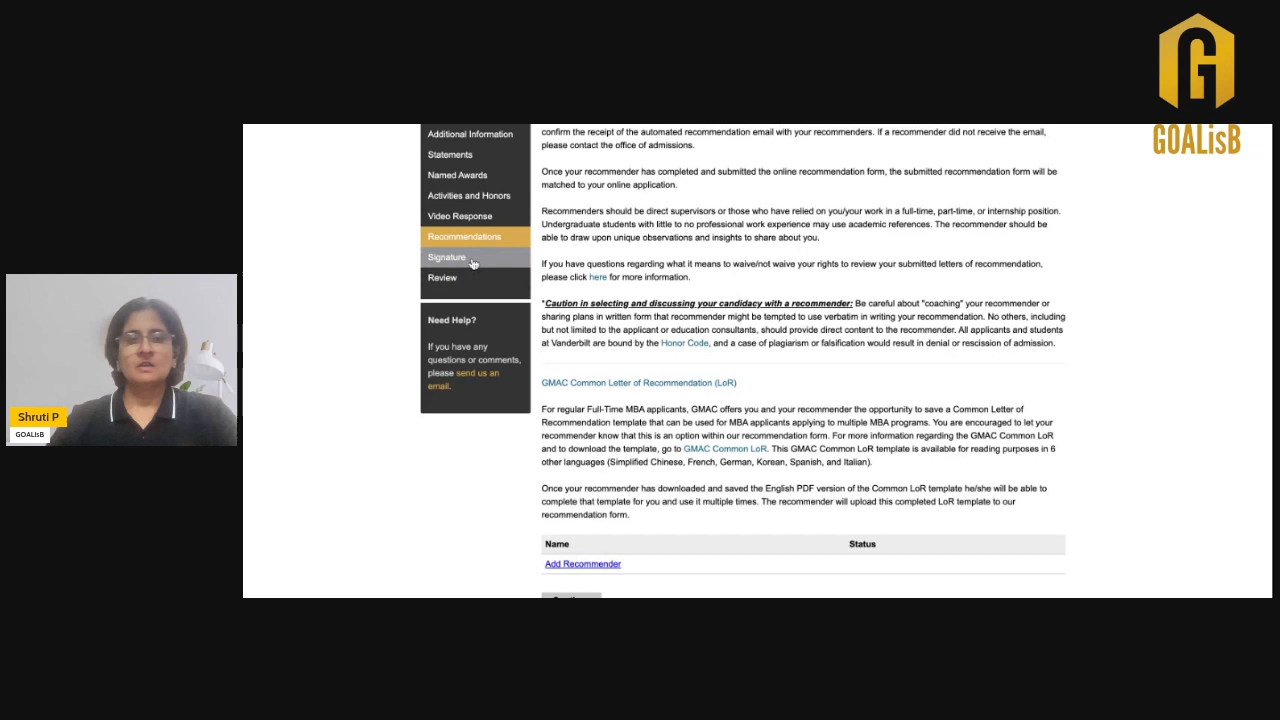 GOALisB
Additional Information
Statements
Named Awards
Activities and Honors
Video Response
Recommendations
Signature
Review
Need Help?
If you have any
questions or comments,
please send us an
email.
confirm the receipt of the automated recommendation email with your recommenders. If a recommender did not receive the email,
please contact the office of admissions.
Once your recommender has completed and submitted the online recommendation form, the submitted recommendation form will be
matched to your online application.
Recommenders should be direct supervisors or those who have relied on you/your work in a full-time, part-time, or internship position.
Undergraduate students with little to no professional work experience may use academic references. The recommender should be
able to draw upon unique observations and insights to share about you.
If you have questions regarding what it means to waive/not waive your rights to review your submitted letters of recommendation,
please click here for more information.
*Caution in selecting and discussing your candidacy with a recommender: Be careful about "coaching" your recommender or
sharing plans in written form that recommender might be tempted to use verbatim in writing your recommendation. No others, including
but not limited to the applicant or education consultants, should provide direct content to the recommender. All applicants and students
at Vanderbilt are bound by the Honor Code, and a case of plagiarism or falsification would result in denial or rescission of admission.
GMAC Common Letter of Recommendation (LoR)
For regular Full-Time MBA applicants, GMAC offers you and your recommender the opportunity to save a Common Letter of
Recommendation template that can be used for MBA applicants applying to multiple MBA programs. You are encouraged to let your
recommender know that this is an option within our recommendation form. For more information regarding the GMAC Common LoR
and to download the template, go to GMAC Common LoR. This GMAC Common LoR template is available for reading purposes in 6
other languages (Simplified Chinese, French, German, Korean, Spanish, and Italian).
Once your recommender has downloaded and saved the English PDF version of the Common LoR template he/she will be able to
complete that template for you and use it multiple times. The recommender will upload this completed LoR template to our
recommendation form.
Name Status
Add Recommender
Shruti P
GOALisB